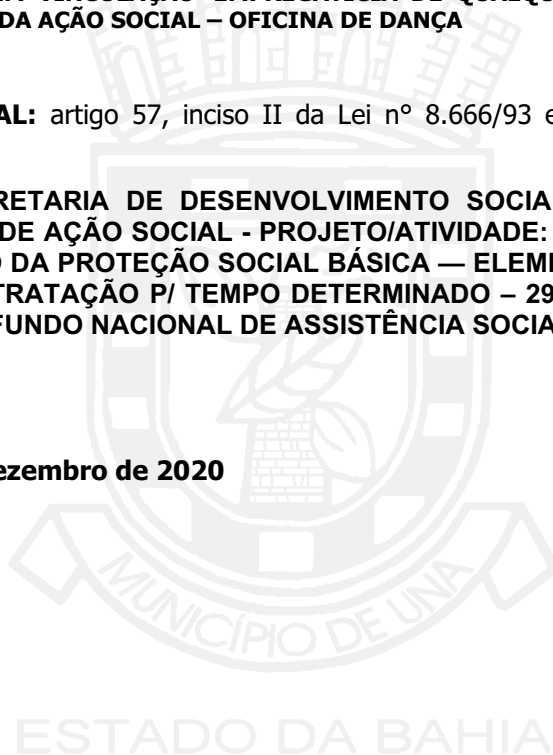 DA AÇÃO SOCIAL – OFICINA DE DANÇA
AL: artigo 57, inciso II da Lei n° 8.666/93 e
RETARIA DE DESENVOLVIMENTO SOCIA
DE AÇÃO SOCIAL - PROJETO/ATIVIDADE:
O DA PROTEÇÃO SOCIAL BÁSICA — ELEM
TRATAÇÃO P/ TEMPO DETERMINADO – 29
FUNDO NACIONAL DE ASSISTÊNCIA SOCIA
ezembro de 2020
MUNICÍPIO DE UNA
ESTADO DA BAHIA